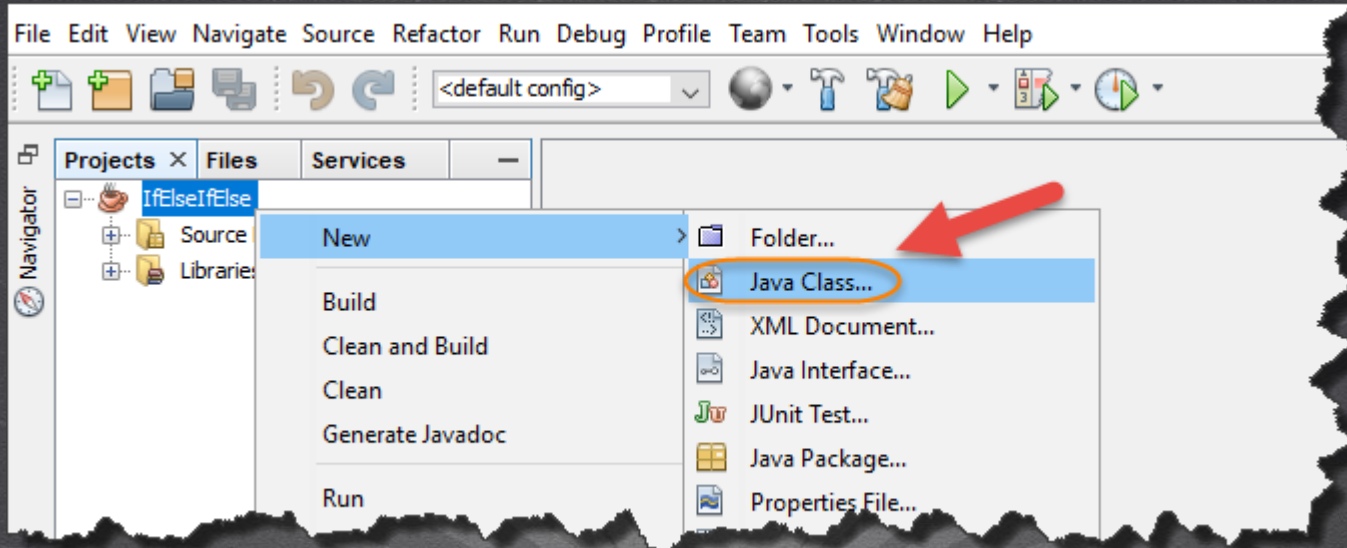 File Edit View Navigate Source Refactor Run Debug Profile Team Tools Window Help
<default config>
Projects Files Services
Navigator
IfElseIfElse
Source
Libraries
New
Build
Clean and Build
Clean
Generate Javadoc
Run
Folder...
Java Class...
XML Document...
Java Interface...
JUnit Test...
Java Package...
Properties File...